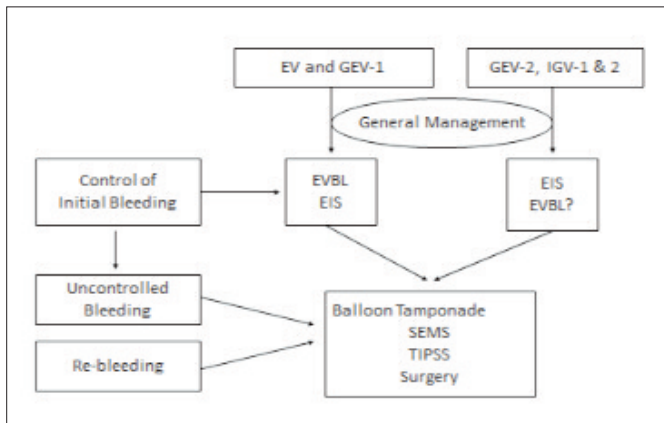 EV and GEV-1
GEV-2, IGV-1 & 2
General Management
Control of
Initial Bleeding
EVBL
EIS
EIS
EVBL?
Uncontrolled
Bleeding
Re-bleeding
Balloon Tamponade
SEMS
TIPSS
Surgery